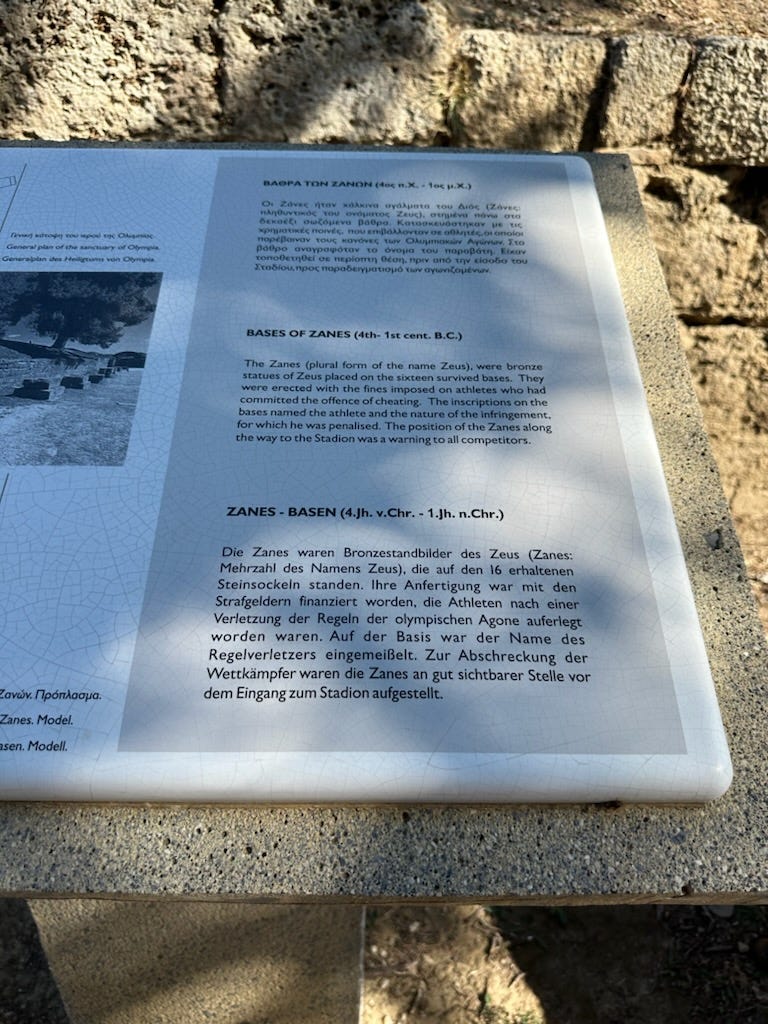 Γενική κάτοψη του ιερού της Ολυμπίας.
General plan of the sanctuary of Olympia.
Generalplan des Heiligtums von Olympia.
Ζανών. Πρόπλασμα.
Zanes. Model.
asen. Modell.
ΒΑΘΡΑ ΤΩΝ ΖΑΝΩΝ (4ος π.Χ. - 1ος μ.Χ.)
Οι Ζάνες ήταν χάλκινα αγάλματα του Διός (Ζάνες:
πληθυντικός του ονόματος Ζευς), στημένα πάνω στα
δεκαέξι σωζόμενα βάθρα. Κατασκευάστηκαν με τις
χρηματικές ποινές, που επιβάλλονταν σε αθλητές, οι οποίοι
παρέβαιναν τους κανόνες των Ολυμπιακών Αγώνων. Στο
βάθρο αναγραφόταν το όνομα του παραβάτη. Είχαν
τοποθετηθεί σε περίοπτη θέση, πριν από την είσοδο του
Σταδίου, προς παραδειγματισμό των αγωνιζομένων.
BASES OF ZANES (4th- 1st cent. B.C.)
The Zanes (plural form of the name Zeus), were bronze
statues of Zeus placed on the sixteen survived bases. They
were erected with the fines imposed on athletes who had
committed the offence of cheating. The inscriptions on the
bases named the athlete and the nature of the infringement,
for which he was penalised. The position of the Zanes along
the way to the Stadion was a warning to all competitors.
ZANES - BASEN (4.Jh. v.Chr. - 1.Jh. n.Chr.)
Die Zanes waren Bronzestandbilder des Zeus (Zanes:
Mehrzahl des Namens Zeus), die auf den 16 erhaltenen
Steinsockeln standen. Ihre Anfertigung war mit den
Strafgeldern finanziert worden, die Athleten nach einer
Verletzung der Regeln der olympischen Agone auferlegt
worden waren. Auf der Basis war der Name des
Regelverletzers eingemeißelt. Zur Abschreckung der
Wettkämpfer waren die Zanes an gut sichtbarer Stelle vor
dem Eingang zum Stadion aufgestellt.